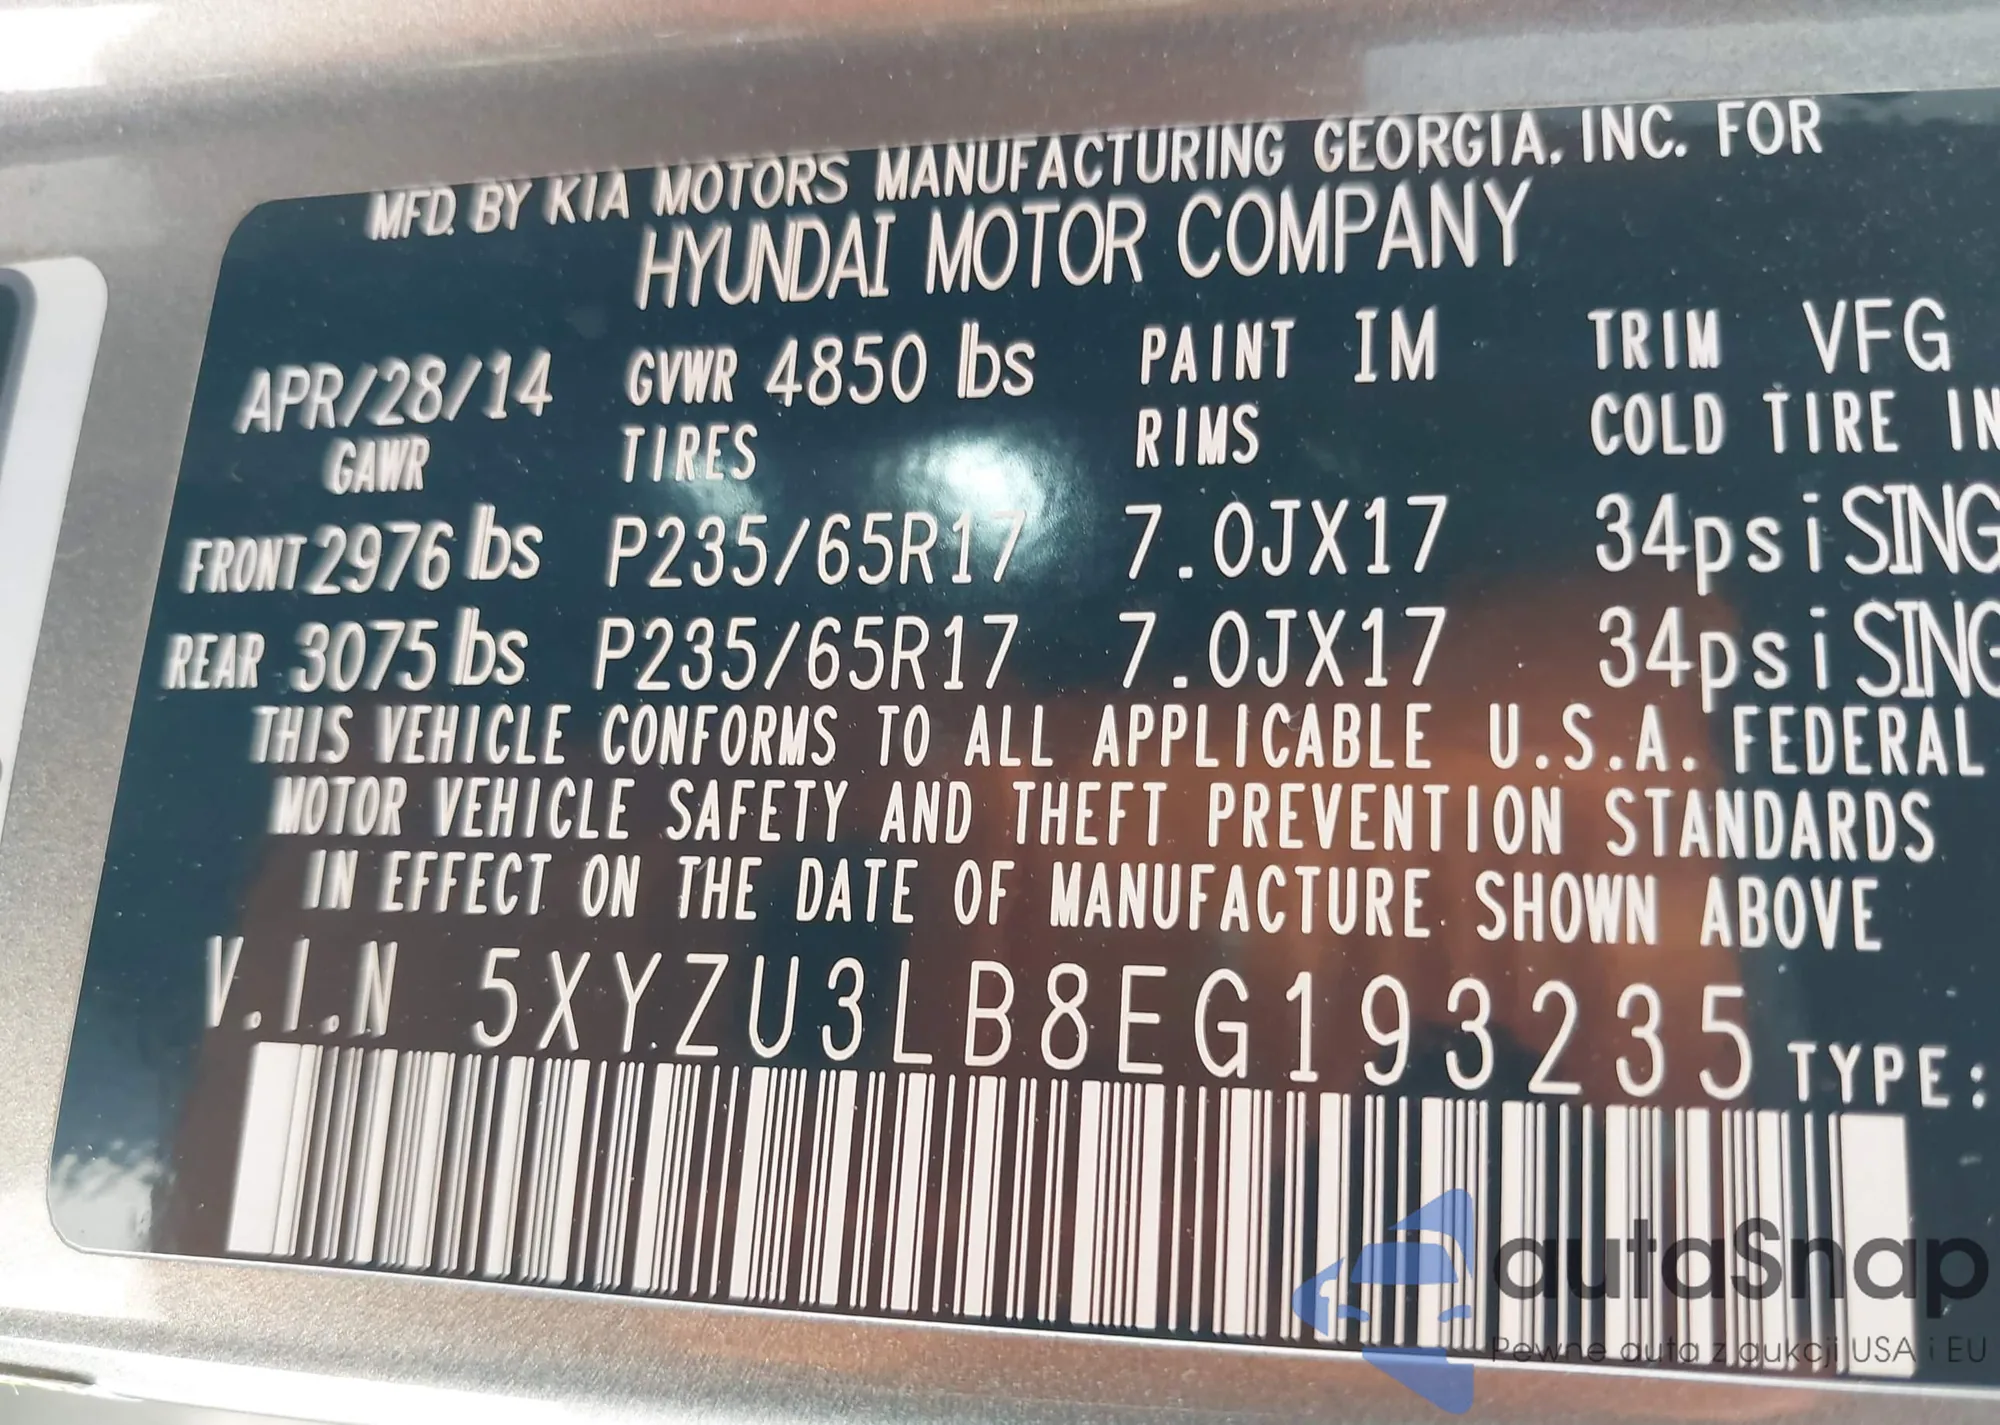 MFD. BY KIA MOTORS MANUFACTURING GEORGIA, INC. FOR
HYUNDAI MOTOR COMPANY
APR/28/14 GVWR 4850 lbs PAINT IM TRIM VFG
GAWR TIRES RIMS COLD TIRE IN
FRONT 2976 lbs P235/65R17 7.0JX17 34psi SING
REAR 3075 lbs P235/65R17 7.0JX17 34psi SING
THIS VEHICLE CONFORMS TO ALL APPLICABLE U.S.A. FEDERAL
MOTOR VEHICLE SAFETY AND THEFT PREVENTION STANDARDS
IN EFFECT ON THE DATE OF MANUFACTURE SHOWN ABOVE
V.I.N 5XYZU3LB8EG193235 TYPE:
autaSnap
Pewne auta z aukcji USA i EU